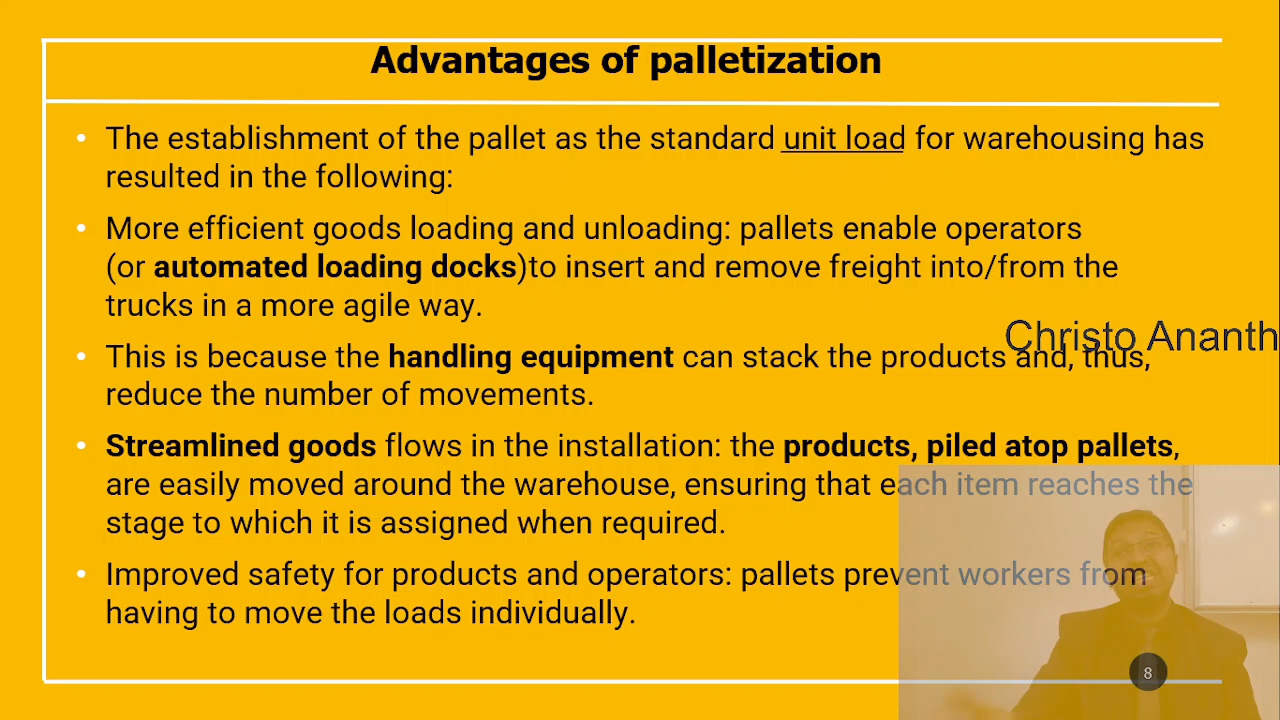 Advantages of palletization
• The establishment of the pallet as the standard unit load for warehousing has
resulted in the following:
• More efficient goods loading and unloading: pallets enable operators
(or automated loading docks)to insert and remove freight into/from the
trucks in a more agile way.
Christo Ananth
• This is because the handling equipment can stack the products and, thus,
reduce the number of movements.
• Streamlined goods flows in the installation: the products, piled atop pallets,
are easily moved around the warehouse, ensuring that each item reaches the
stage to which it is assigned when required.
• Improved safety for products and operators: pallets prevent workers from
having to move the loads individually.
8